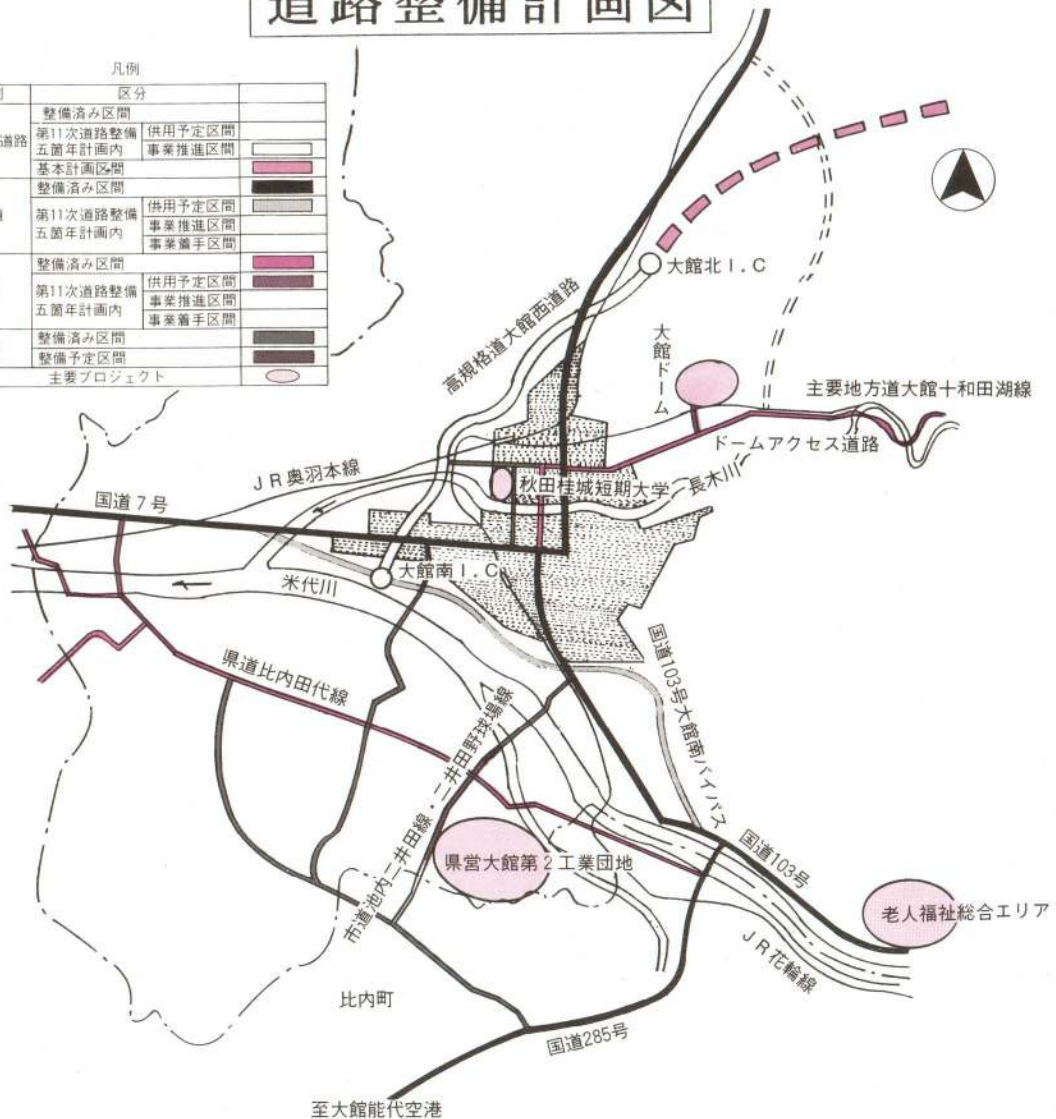 道路整備計画図
凡例
区分
整備済み区間
道路
第11次道路整備
五箇年計画内
供用予定区間
事業推進区間
基本計画区間
整備済み区間
第11次道路整備
五箇年計画内
供用予定区間
事業推進区間
事業着手区間
整備済み区間
第11次道路整備
五箇年計画内
供用予定区間
事業推進区間
事業着手区間
整備済み区間
整備予定区間
主要プロジェクト
大館北I.C
高規格道大館西道路
大館ドーム
主要地方道大館十和田湖線
ドームアクセス道路
JR奥羽本線
秋田桂城短期大学
長木川
国道7号
大館南I.C
米代川
国道103号大館南バイパス
県道比内田代線
市道池内二井田線・二井田野球場線
県営大館第2工業団地
国道103号
老人福祉総合エリア
JR花輪線
比内町
国道285号
至大館能代空港